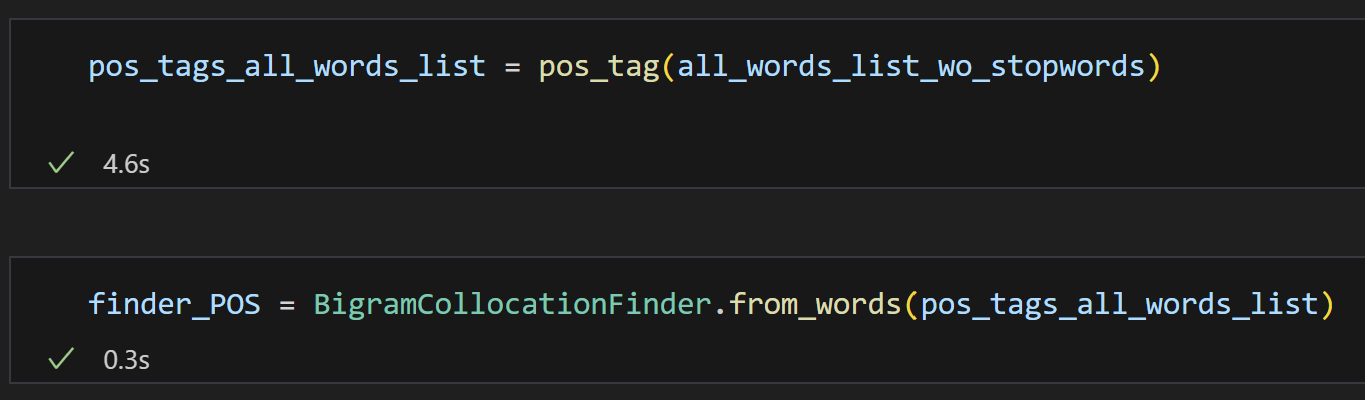 pos_tags_all_words_list = pos_tag(all_words_list_wo_stopwords)
4.6s
finder_POS = BigramCollocationFinder.from_words(pos_tags_all_words_list)
0.3s